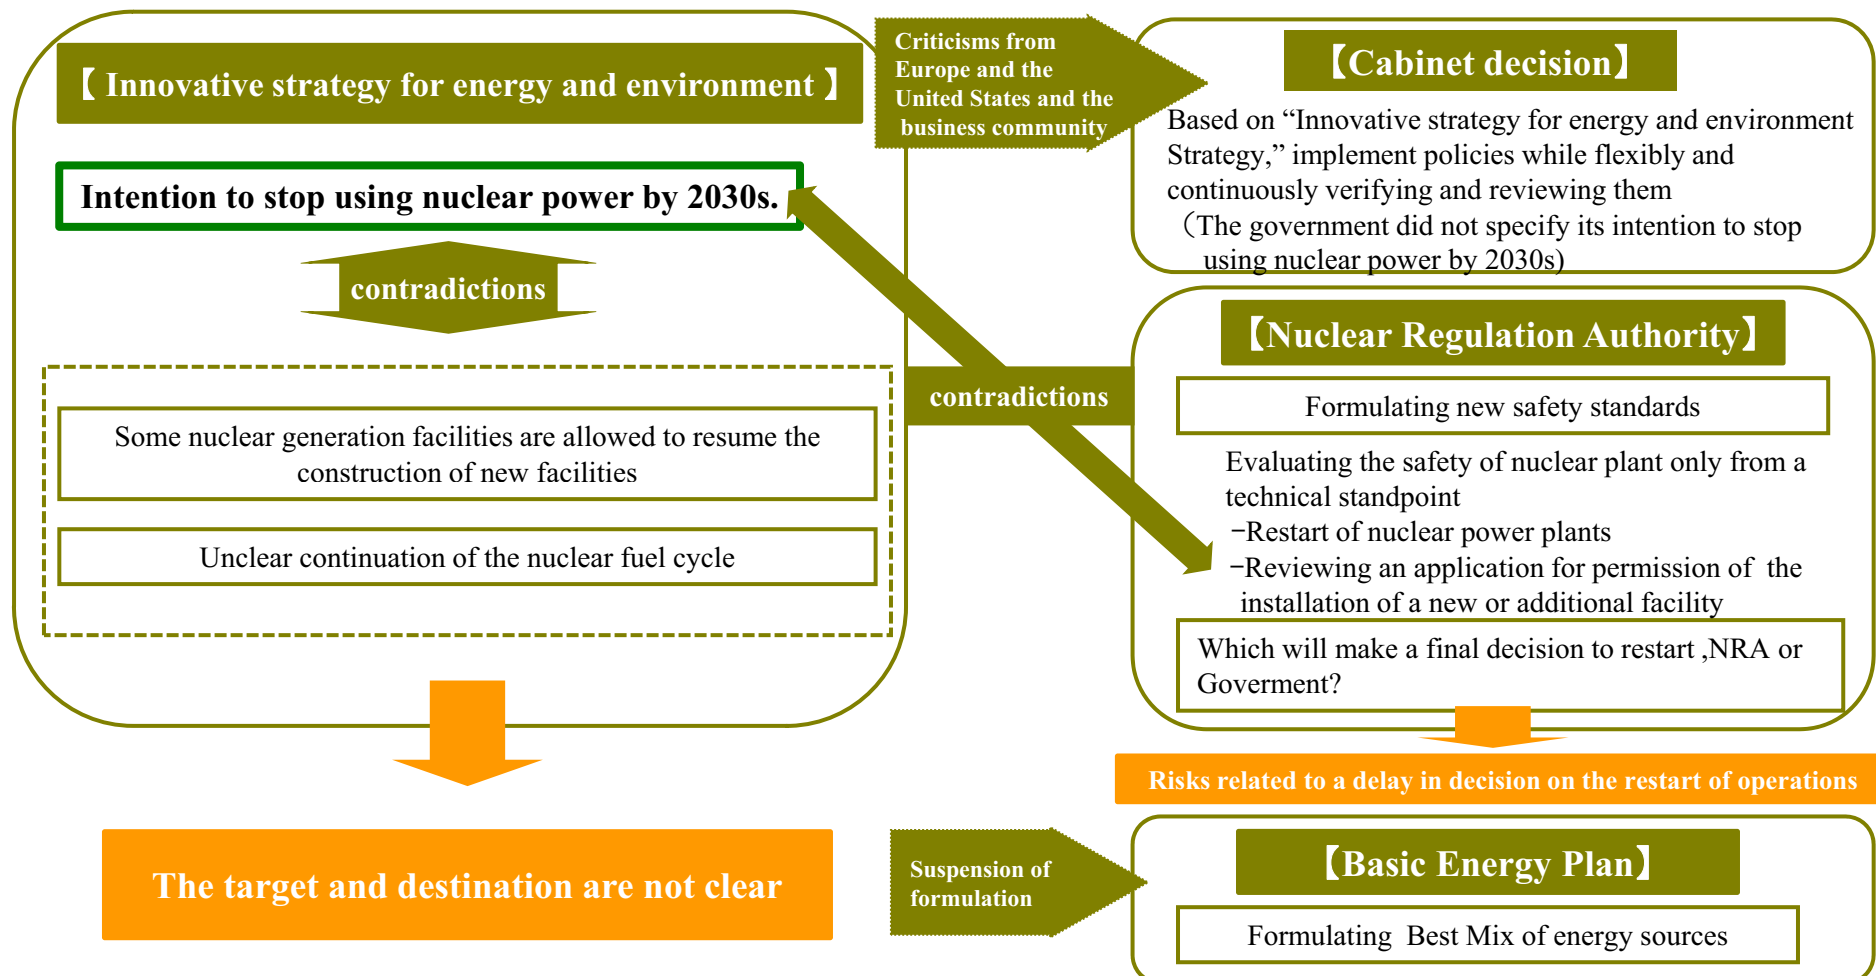 【 Innovative strategy for energy and environment 】
Intention to stop using nuclear power by 2030s.
contradictions
Some nuclear generation facilities are allowed to resume the
construction of new facilities
Unclear continuation of the nuclear fuel cycle
The target and destination are not clear
Criticisms from
Europe and the
United States and the
business community
【Cabinet decision】
Based on “Innovative strategy for energy and environment
Strategy,” implement policies while flexibly and
continuously verifying and reviewing them
（The government did not specify its intention to stop
using nuclear power by 2030s)
contradictions
【Nuclear Regulation Authority】
Formulating new safety standards
Evaluating the safety of nuclear plant only from a
technical standpoint
−Restart of nuclear power plants
−Reviewing an application for permission of  the
installation of a new or additional facility
Which will make a final decision to restart ,NRA or
Goverment?
Risks related to a delay in decision on the restart of operations
Suspension of
formulation
【Basic Energy Plan】
Formulating  Best Mix of energy sources